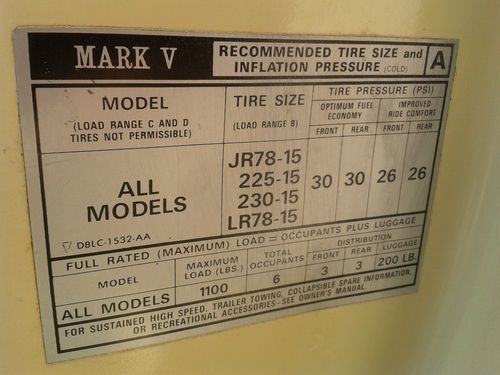 MARK V
RECOMMENDED TIRE SIZE and
INFLATION PRESSURE (COLD)
A
MODEL
(LOAD RANGE C AND D
TIRES NOT PERMISSIBLE)
TIRE SIZE
(LOAD RANGE B)
TIRE PRESSURE (PSI)
OPTIMUM FUEL
ECONOMY
IMPROVED
RIDE COMFORT
FRONT REAR FRONT REAR
ALL
MODELS
JR78-15
225-15
230-15
LR78-15
30 30 26 26
D8LC-1532-AA
FULL RATED (MAXIMUM) LOAD = OCCUPANTS PLUS LUGGAGE
MODEL
MAXIMUM
LOAD (LBS.)
TOTAL
OCCUPANTS
DISTRIBUTION
FRONT REAR LUGGAGE
ALL MODELS 1100 6 3 3 200 LB.
FOR SUSTAINED HIGH SPEED, TRAILER TOWING, COLLAPSIBLE SPARE INFORMATION,
OR RECREATIONAL ACCESSORIES—SEE OWNER'S MANUAL.